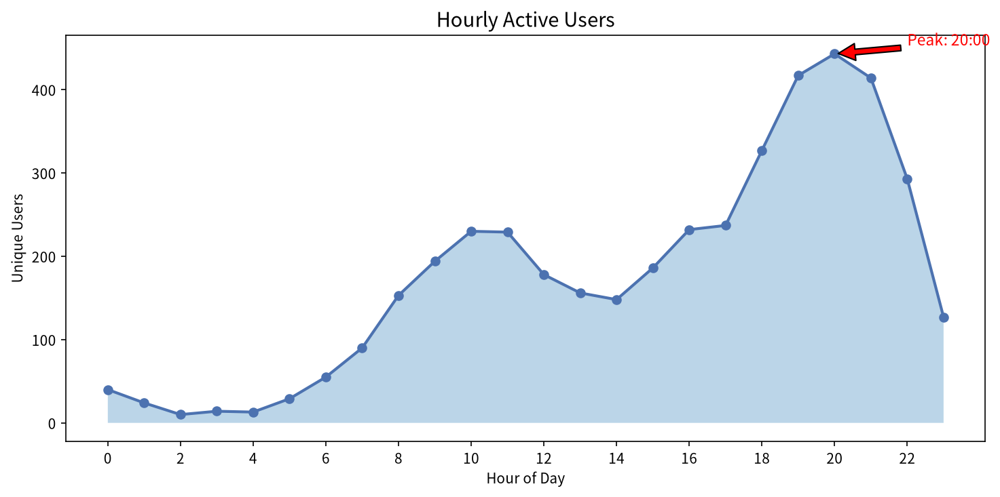 Hourly Active Users
Peak: 20:00
400
300
200
100
0
Unique Users
0 2 4 6 8 10 12 14 16 18 20 22
Hour of Day